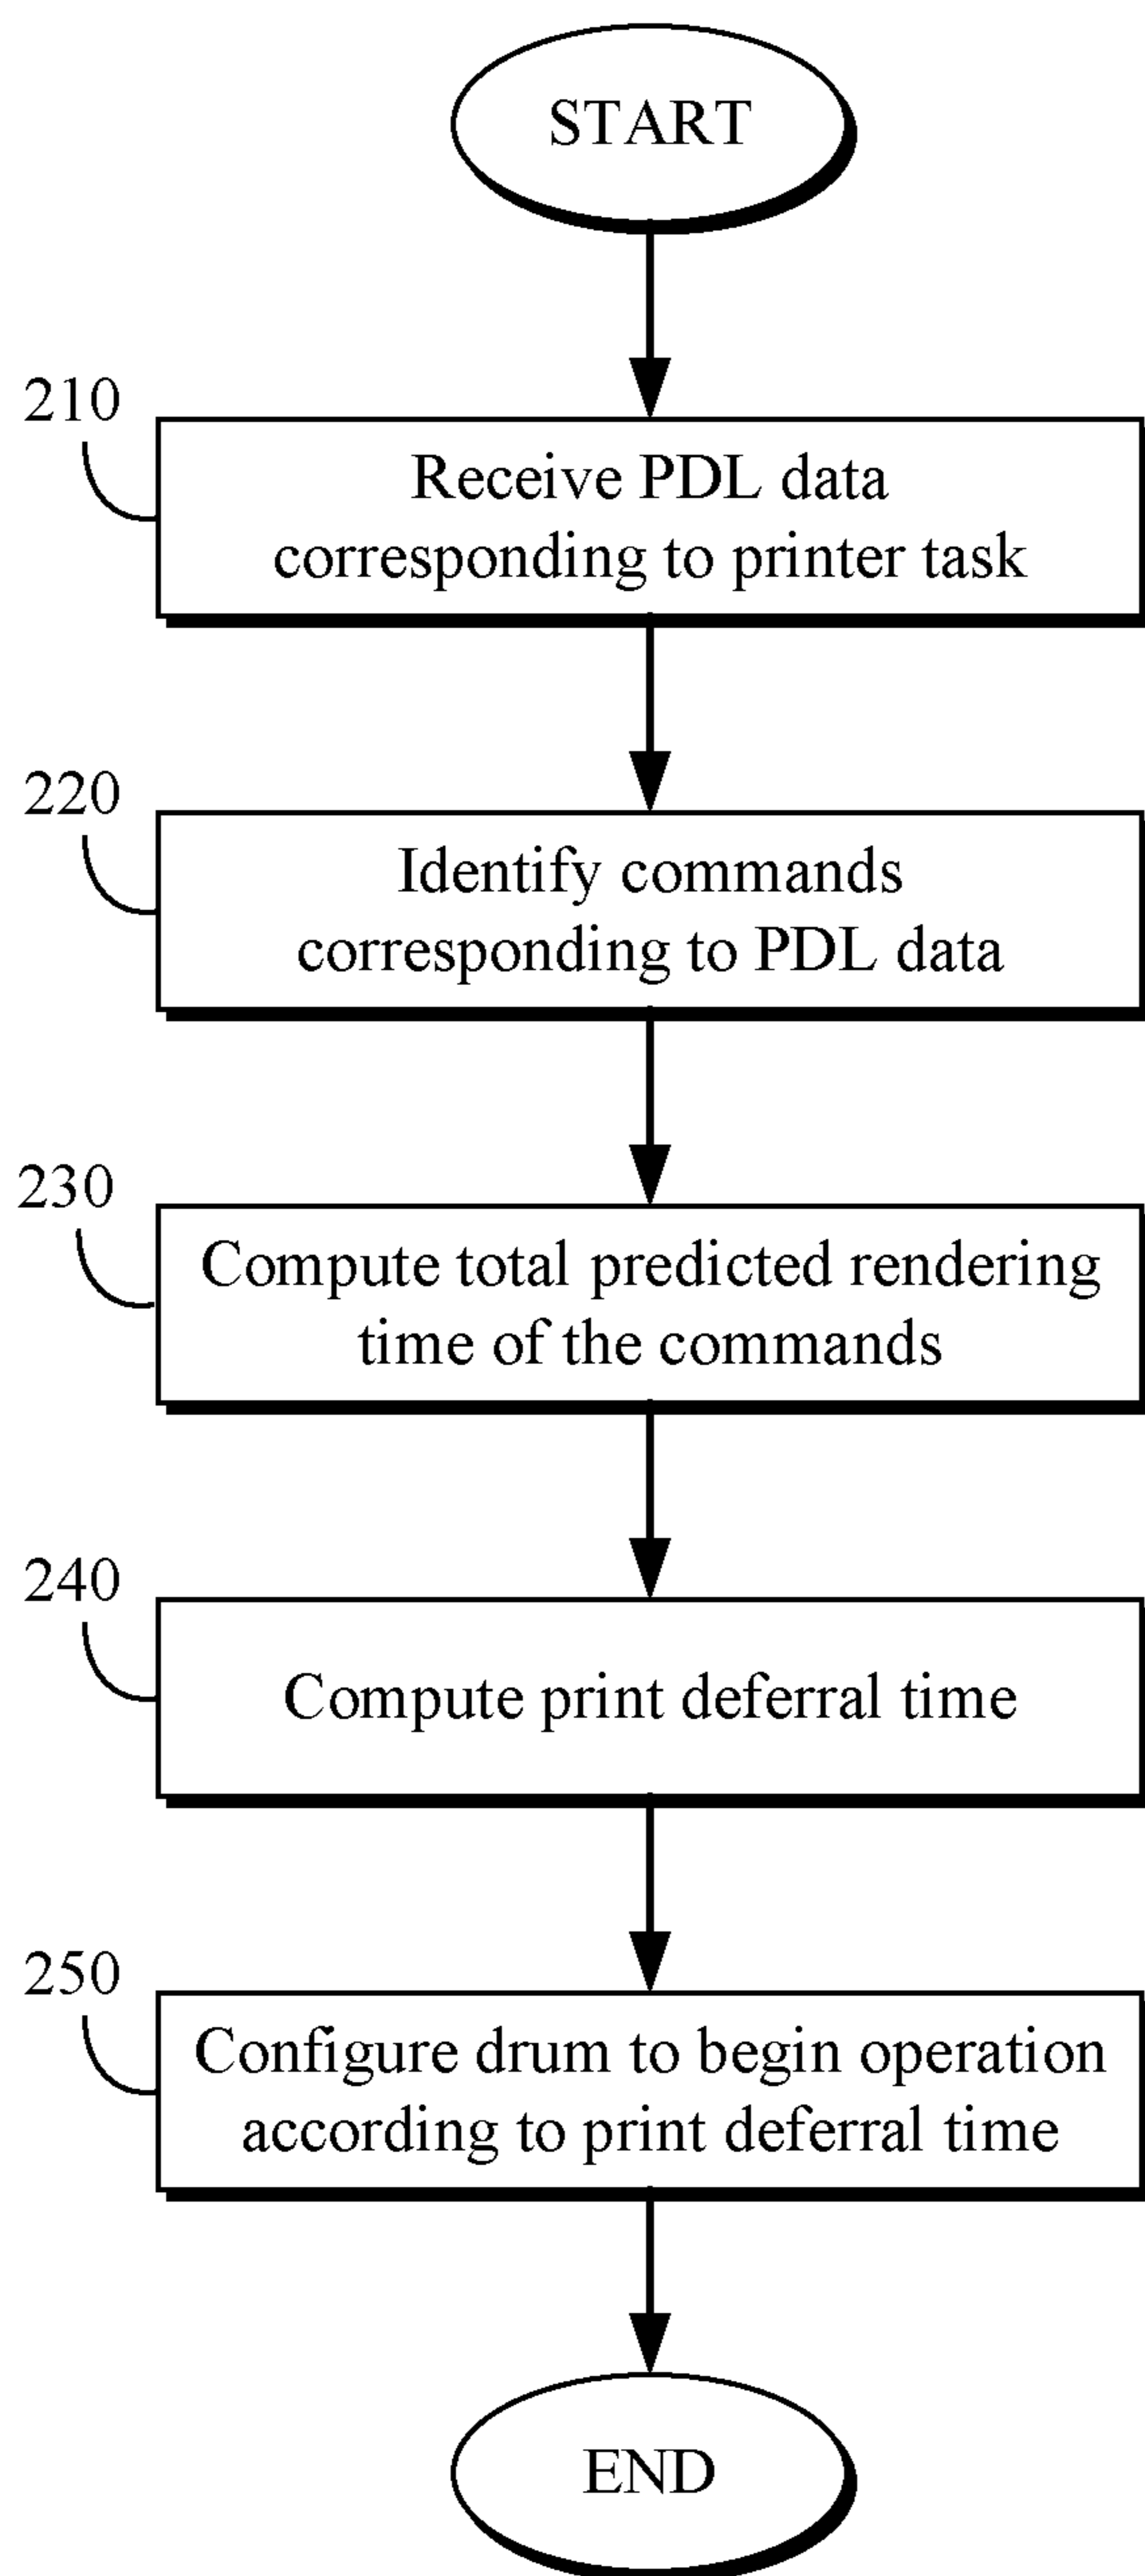 START
210
Receive PDL data
corresponding to printer task
220
Identify commands
corresponding to PDL data
230
Compute total predicted rendering
time of the commands
240
Compute print deferral time
250
Configure drum to begin operation
according to print deferral time
END